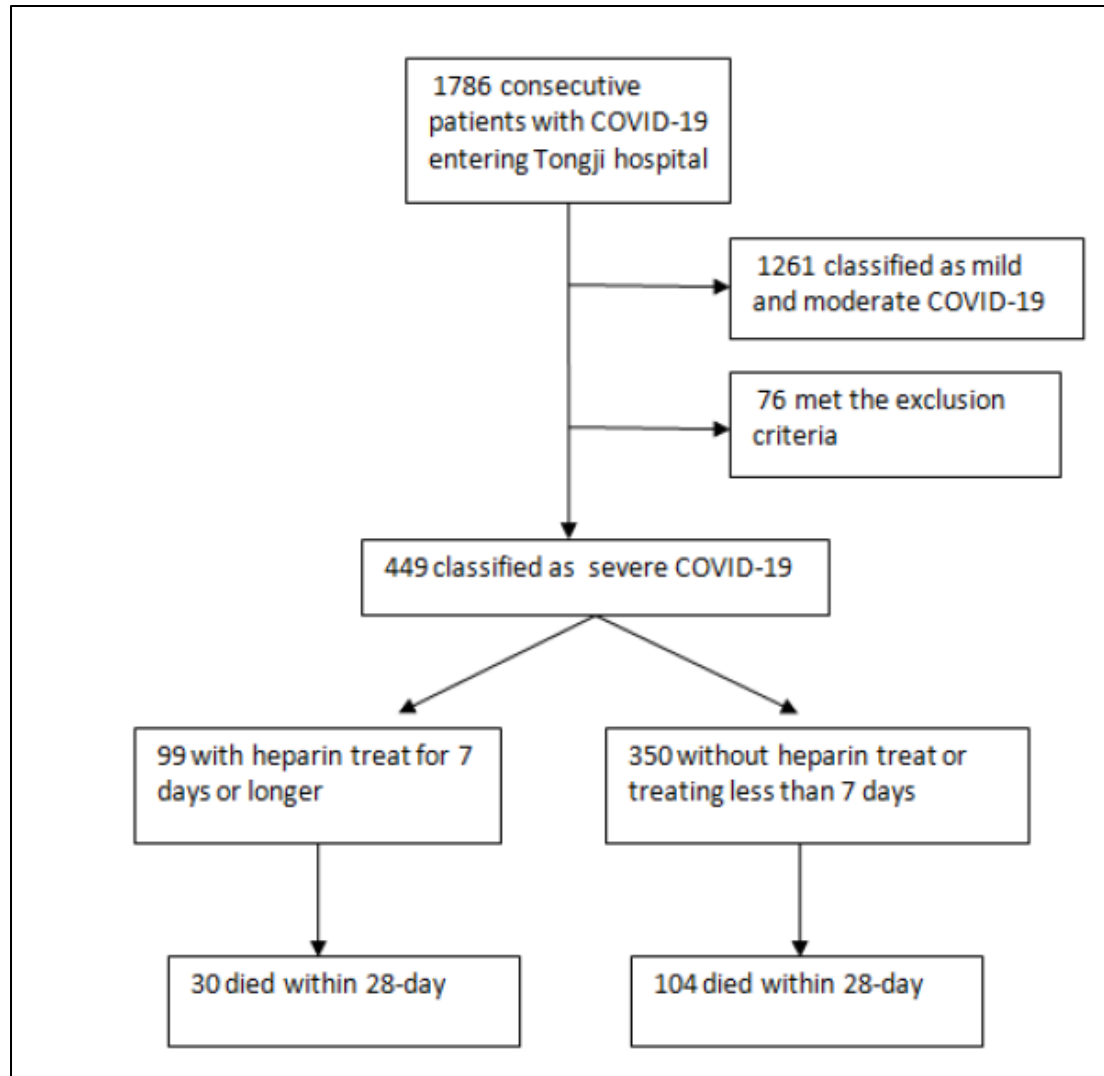 1786 consecutive
patients with COVID-19
entering Tongji hospital
1261 classified as mild
and moderate COVID-19
76 met the exclusion
criteria
449 classified as severe COVID-19
99 with heparin treat for 7
days or longer
350 without heparin treat or
treating less than 7 days
30 died within 28-day
104 died within 28-day